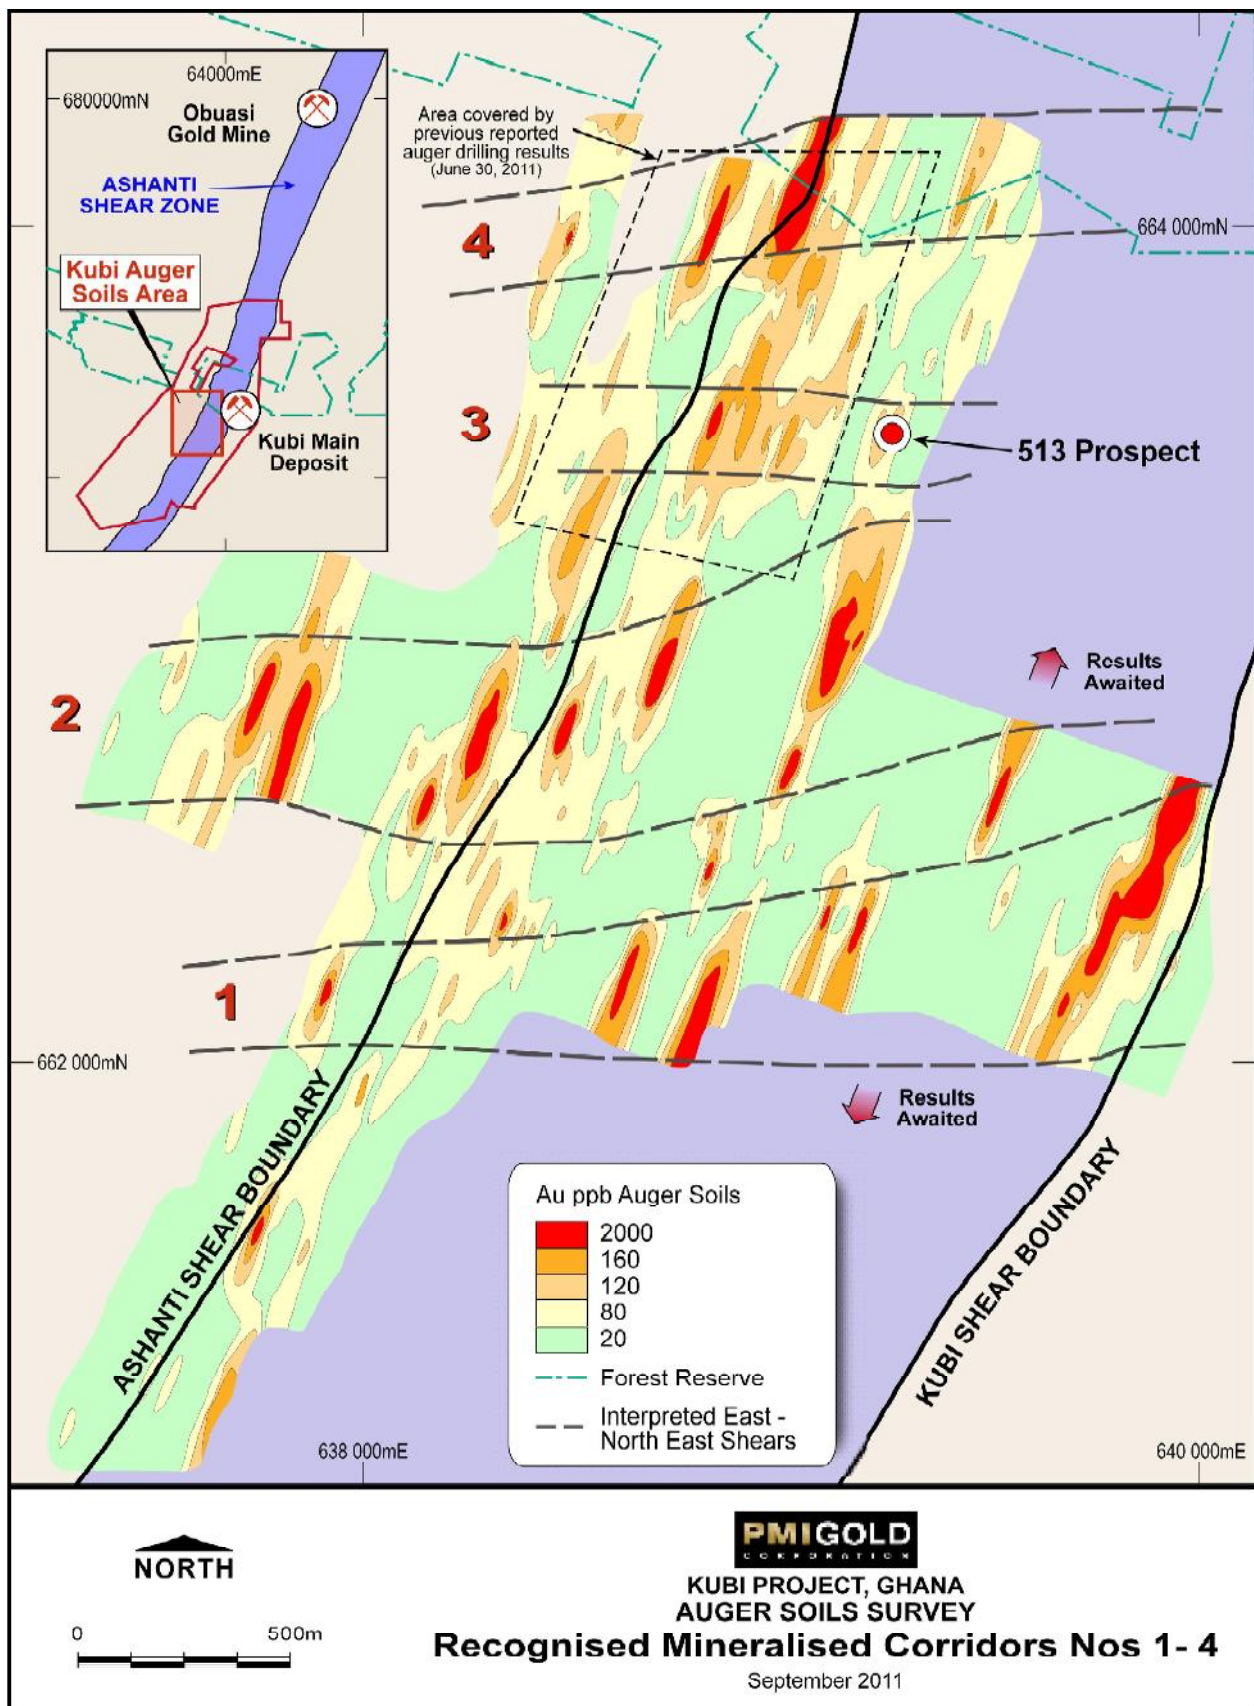 64000mE
680000mN
Obuasi
Gold Mine
ASHANTI
SHEAR ZONE
Kubi Auger
Soils Area
Kubi Main
Deposit
Area covered by
previous reported
auger drilling results
(June 30, 2011)
4
664 000mN
3
513 Prospect
Results
Awaited
2
1
662 000mN
Results
Awaited
ASHANTI SHEAR BOUNDARY
KUBI SHEAR BOUNDARY
Au ppb Auger Soils
2000
160
120
80
20
Forest Reserve
Interpreted East -
North East Shears
638 000mE
640 000mE
NORTH
0 500m
PMIGOLD
CORPORATION
KUBI PROJECT, GHANA
AUGER SOILS SURVEY
Recognised Mineralised Corridors Nos 1- 4
September 2011